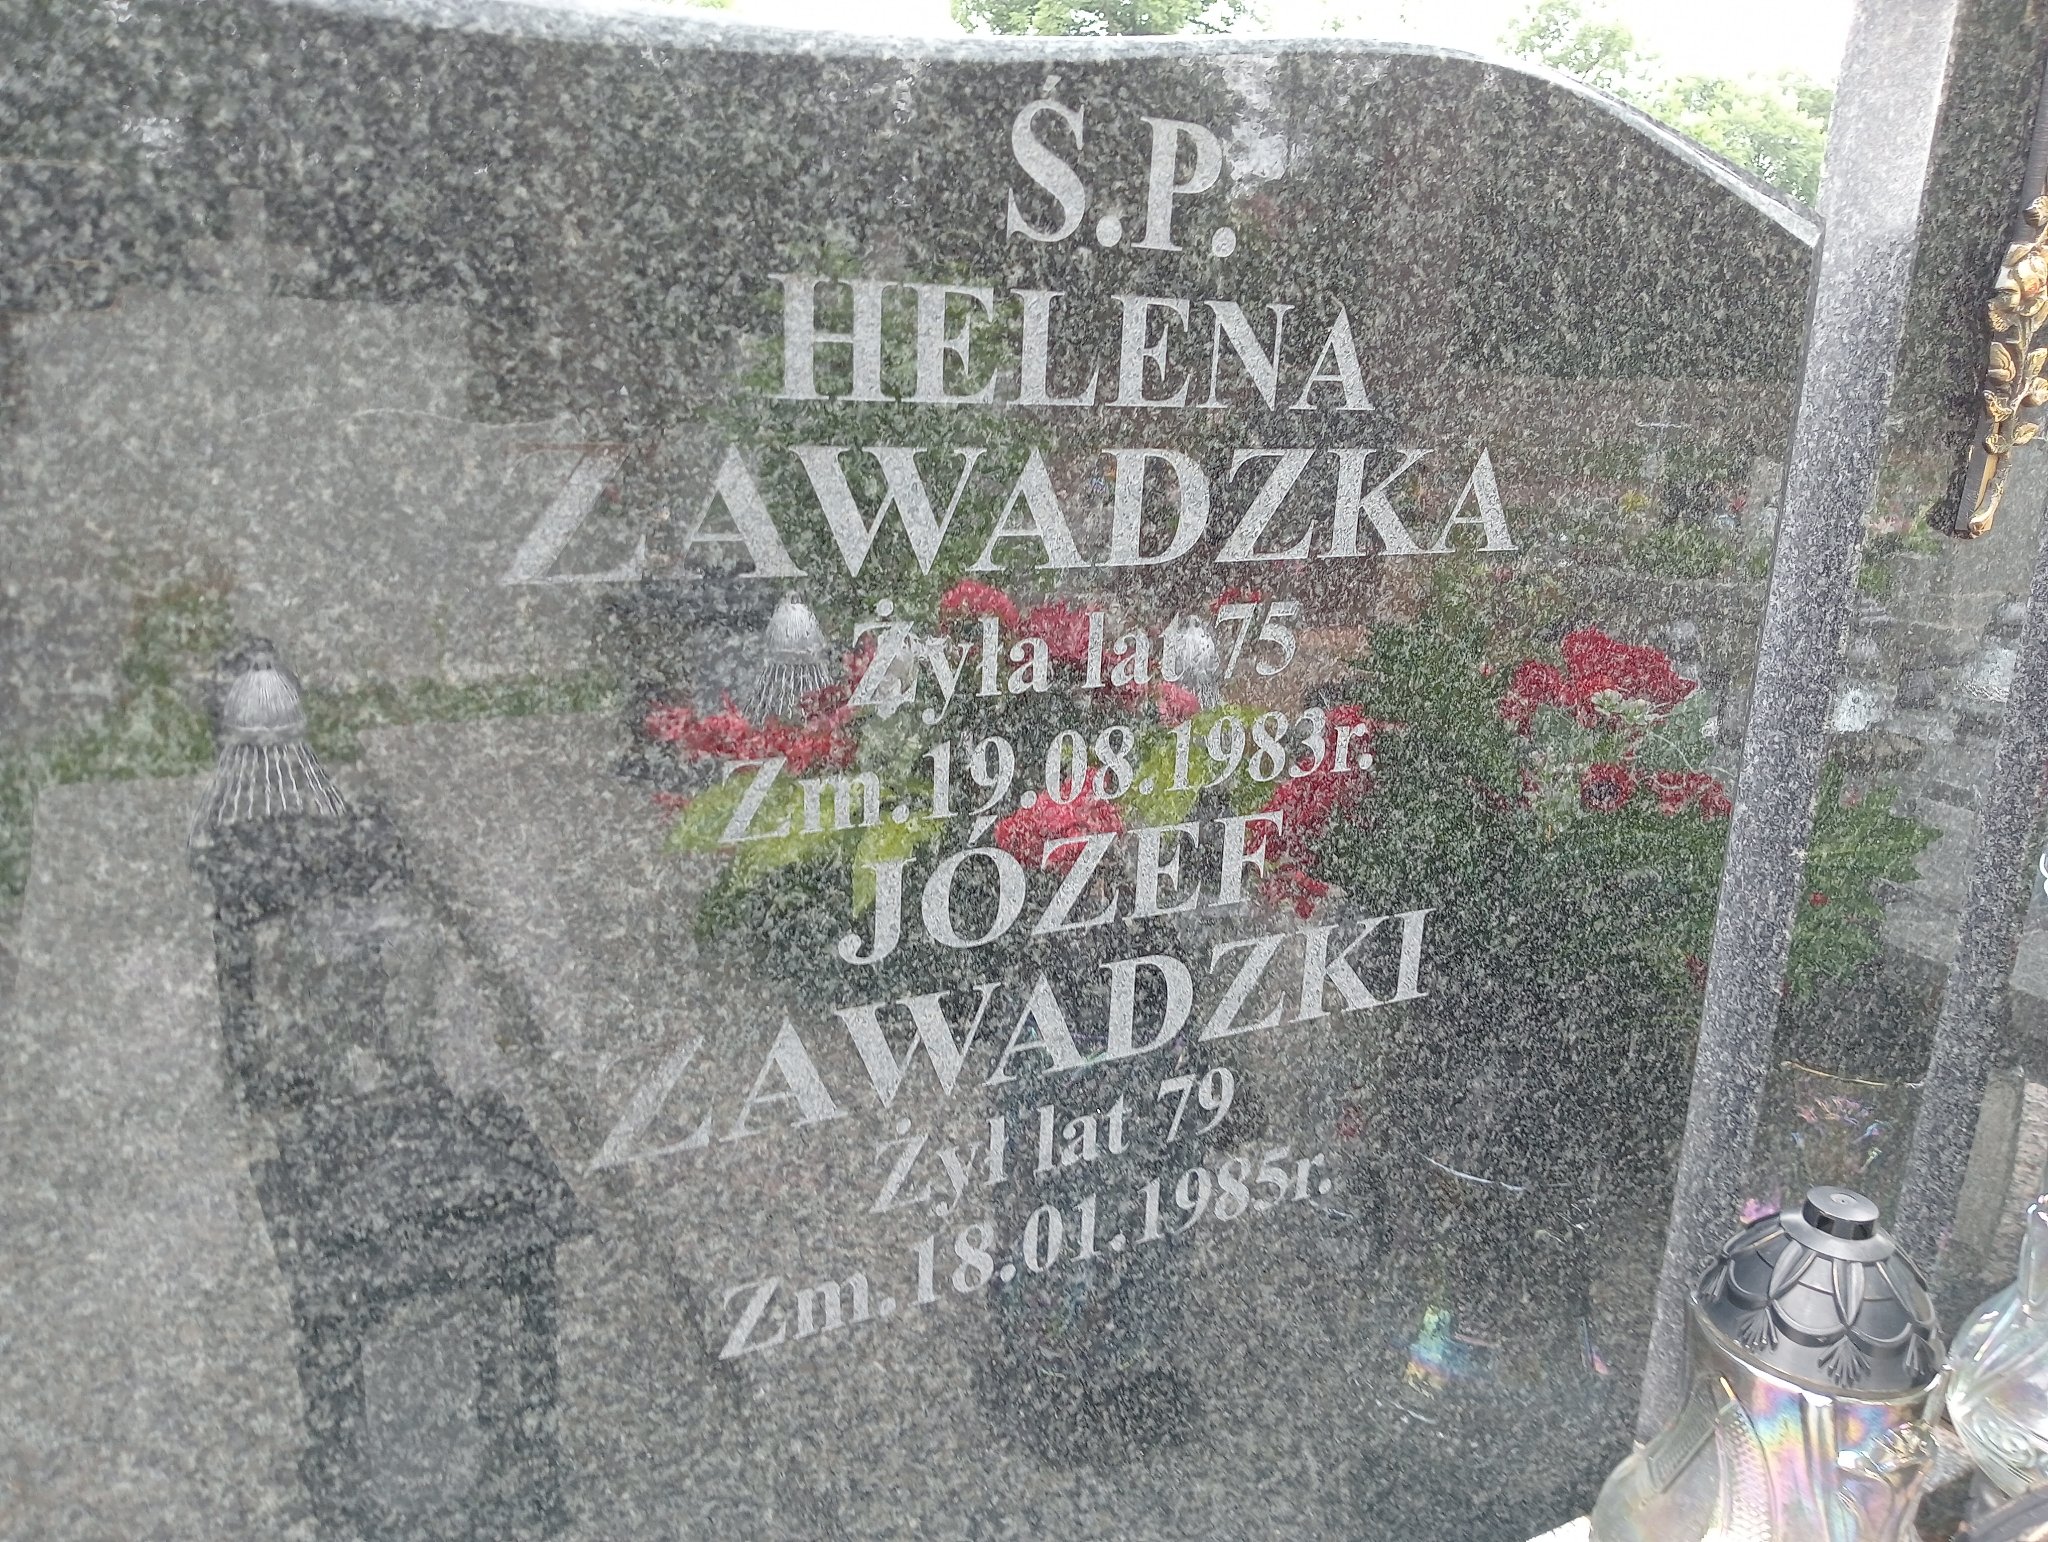 Ś.P.
HELENA
ZAWADZKA
Żyła lat 75
Zm.19.08.1983r.
JÓZEF
ZAWADZKI
Żył lat 79
Zm.18.01.1985r.